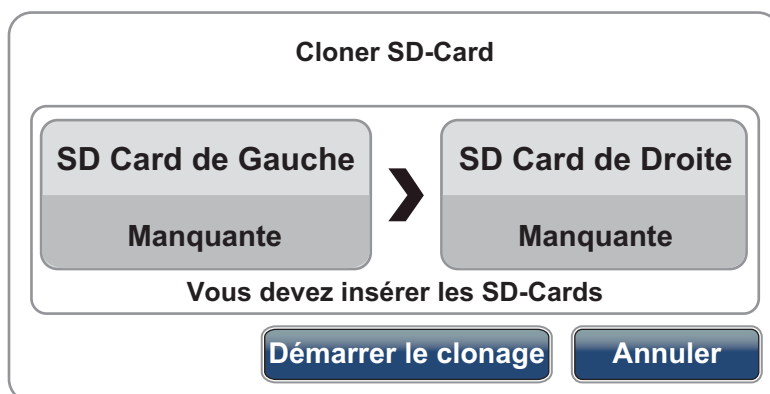 Cloner SD-Card
SD Card de Gauche
SD Card de Droite
Manquante
Manquante
Vous devez insérer les SD-Cards
Démarrer le clonage
Annuler